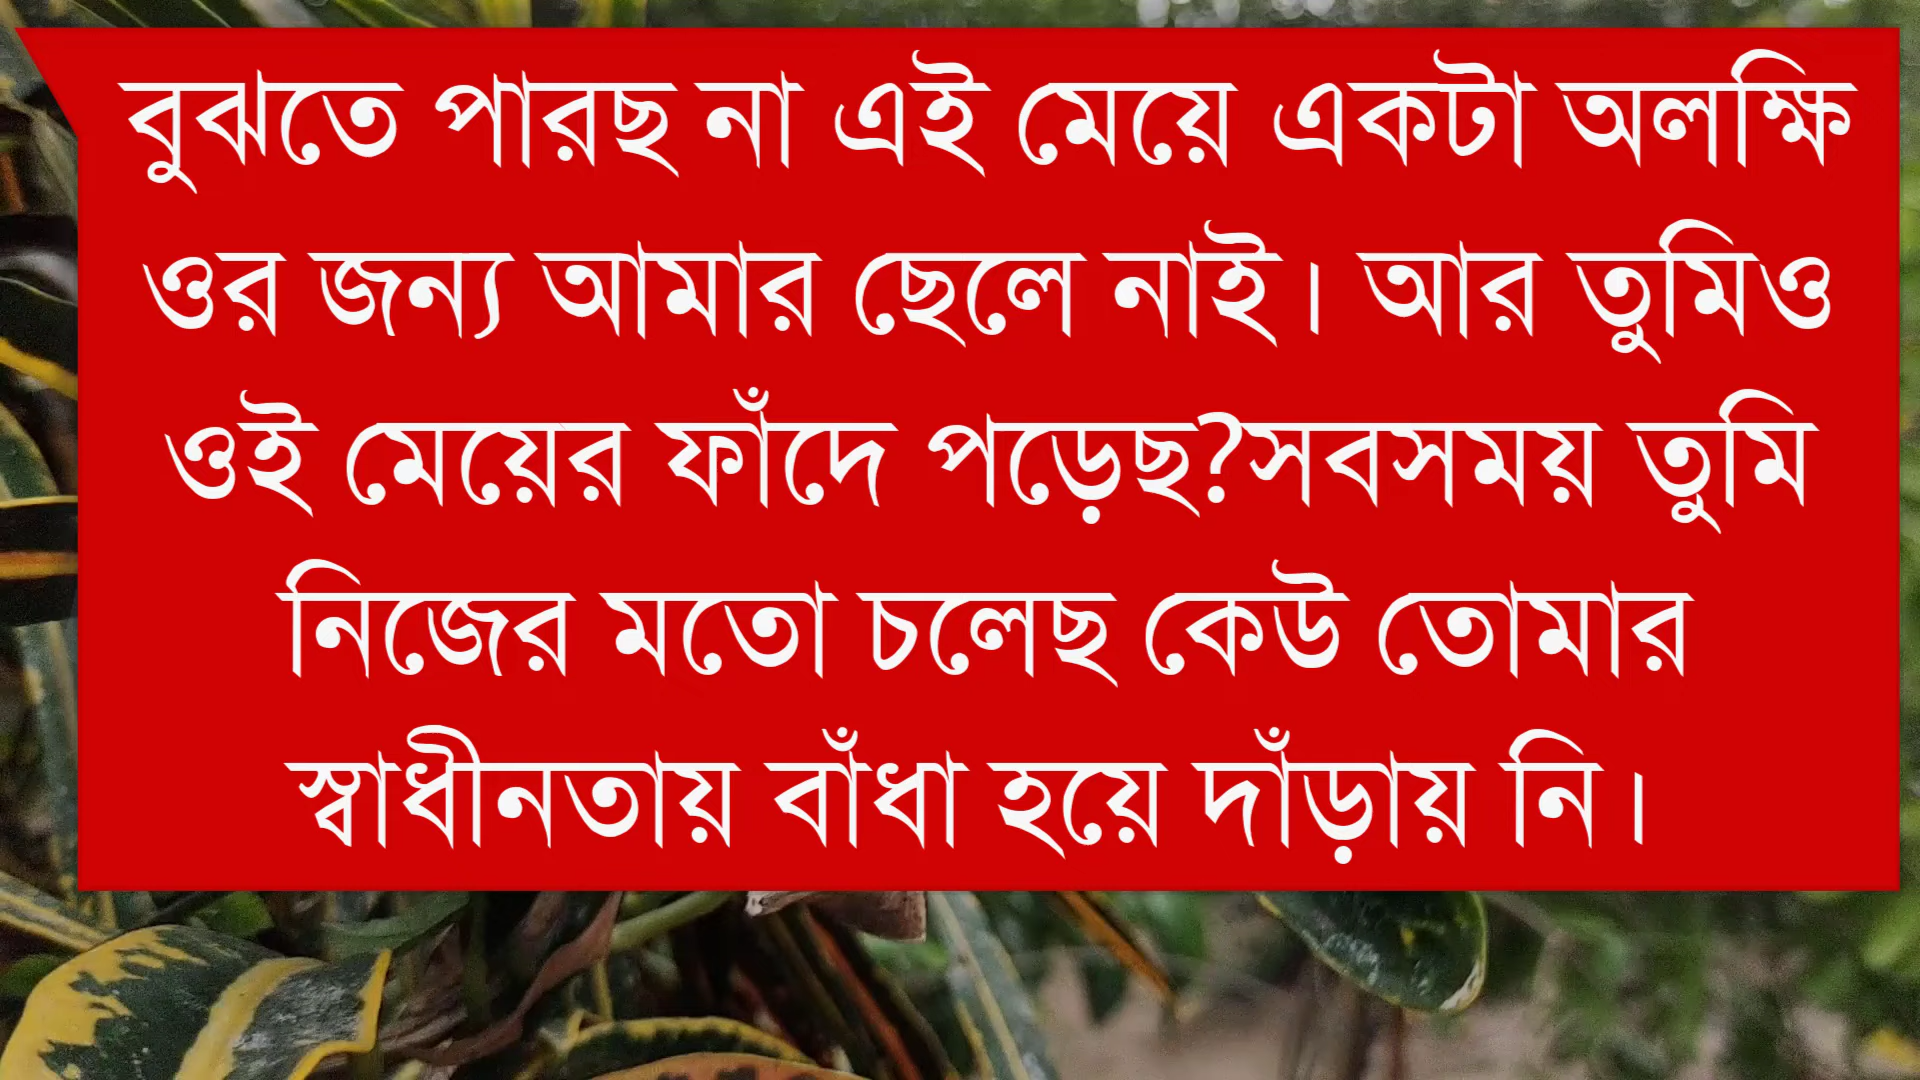 বুঝতে পারছ না এই মেয়ে একটা অলক্ষি
ওর জন্য আমার ছেলে নাই। আর তুমিও
ওই মেয়ের ফাঁদে পড়েছ?সবসময় তুমি
নিজের মতো চলেছ কেউ তোমার
স্বাধীনতায় বাঁধা হয়ে দাঁড়ায় নি।